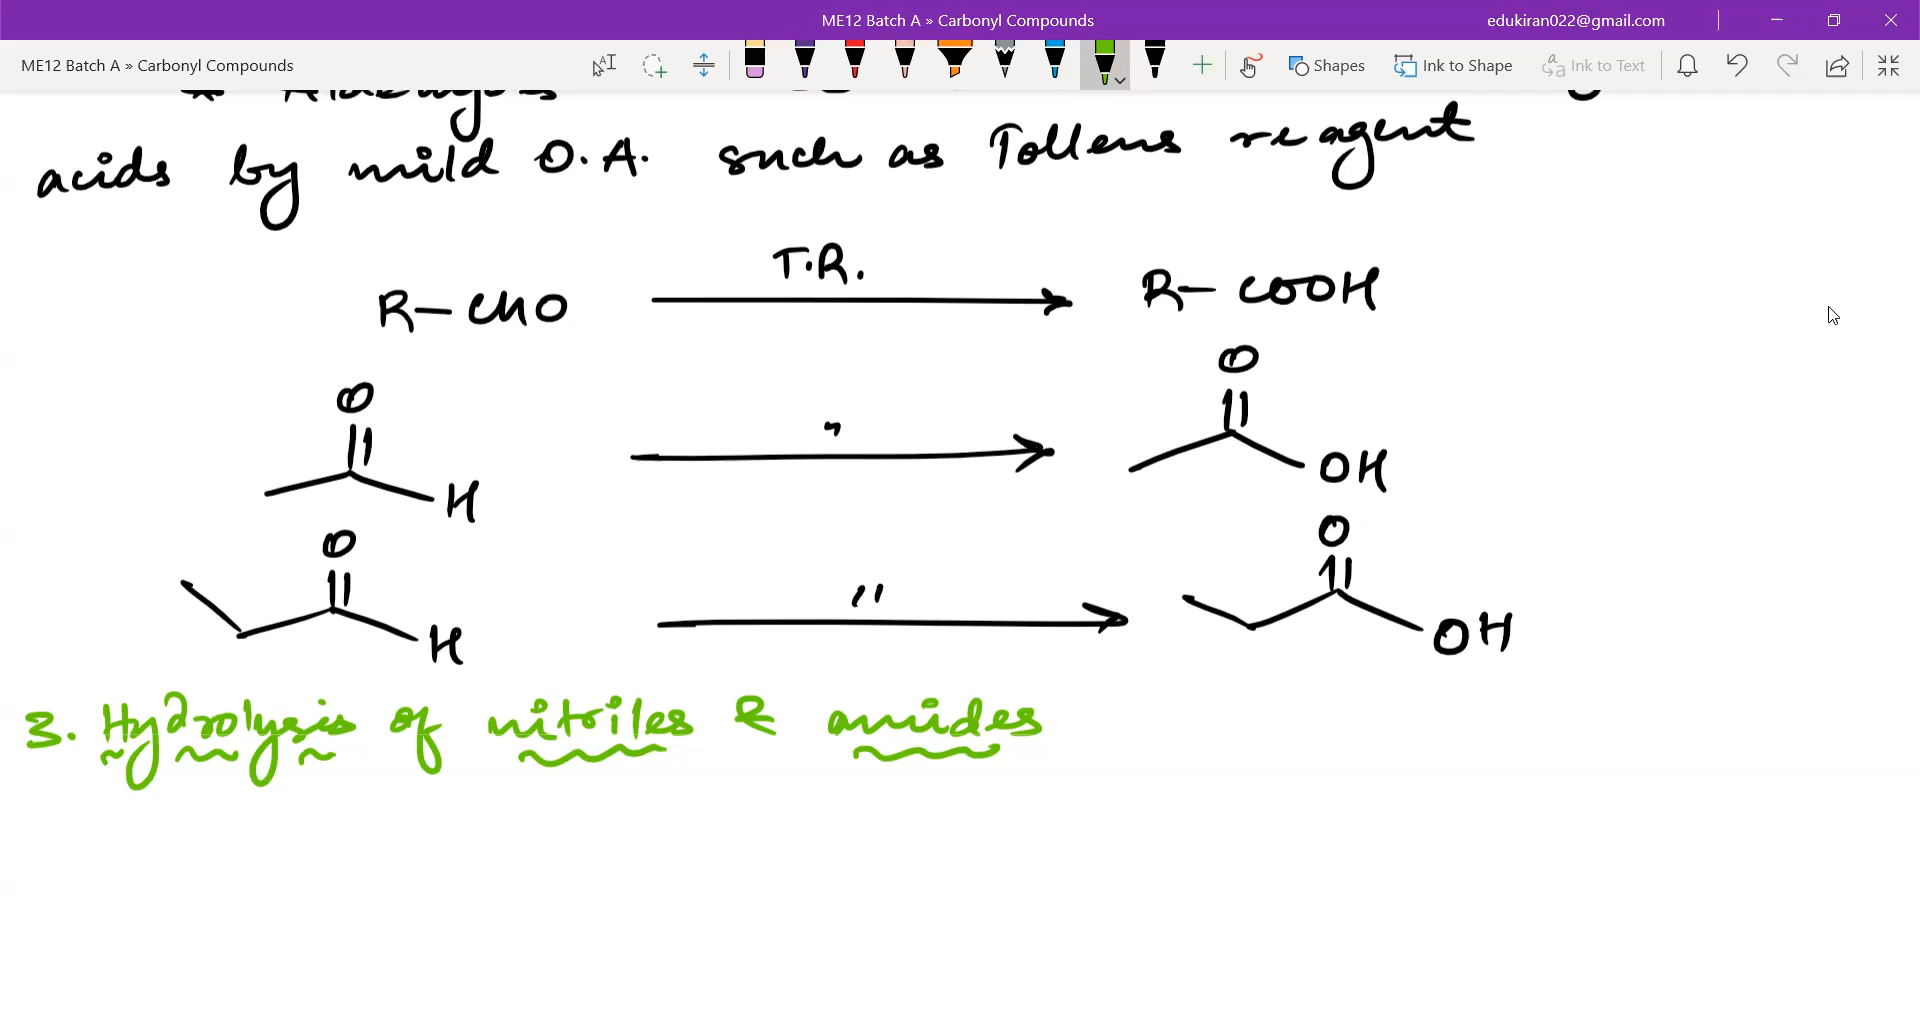 ME12 Batch A » Carbonyl Compounds
edukiran022@gmail.com
ME12 Batch A » Carbonyl Compounds
Shapes
Ink to Shape
Ink to Text
* Aldehydes
acids by mild O.A. such as Tollens reagent
T.R.
R- CHO
R- COOH
O
O
"
H
OH
O
O
"
H
OH
3. Hydrolysis of nitriles & amides